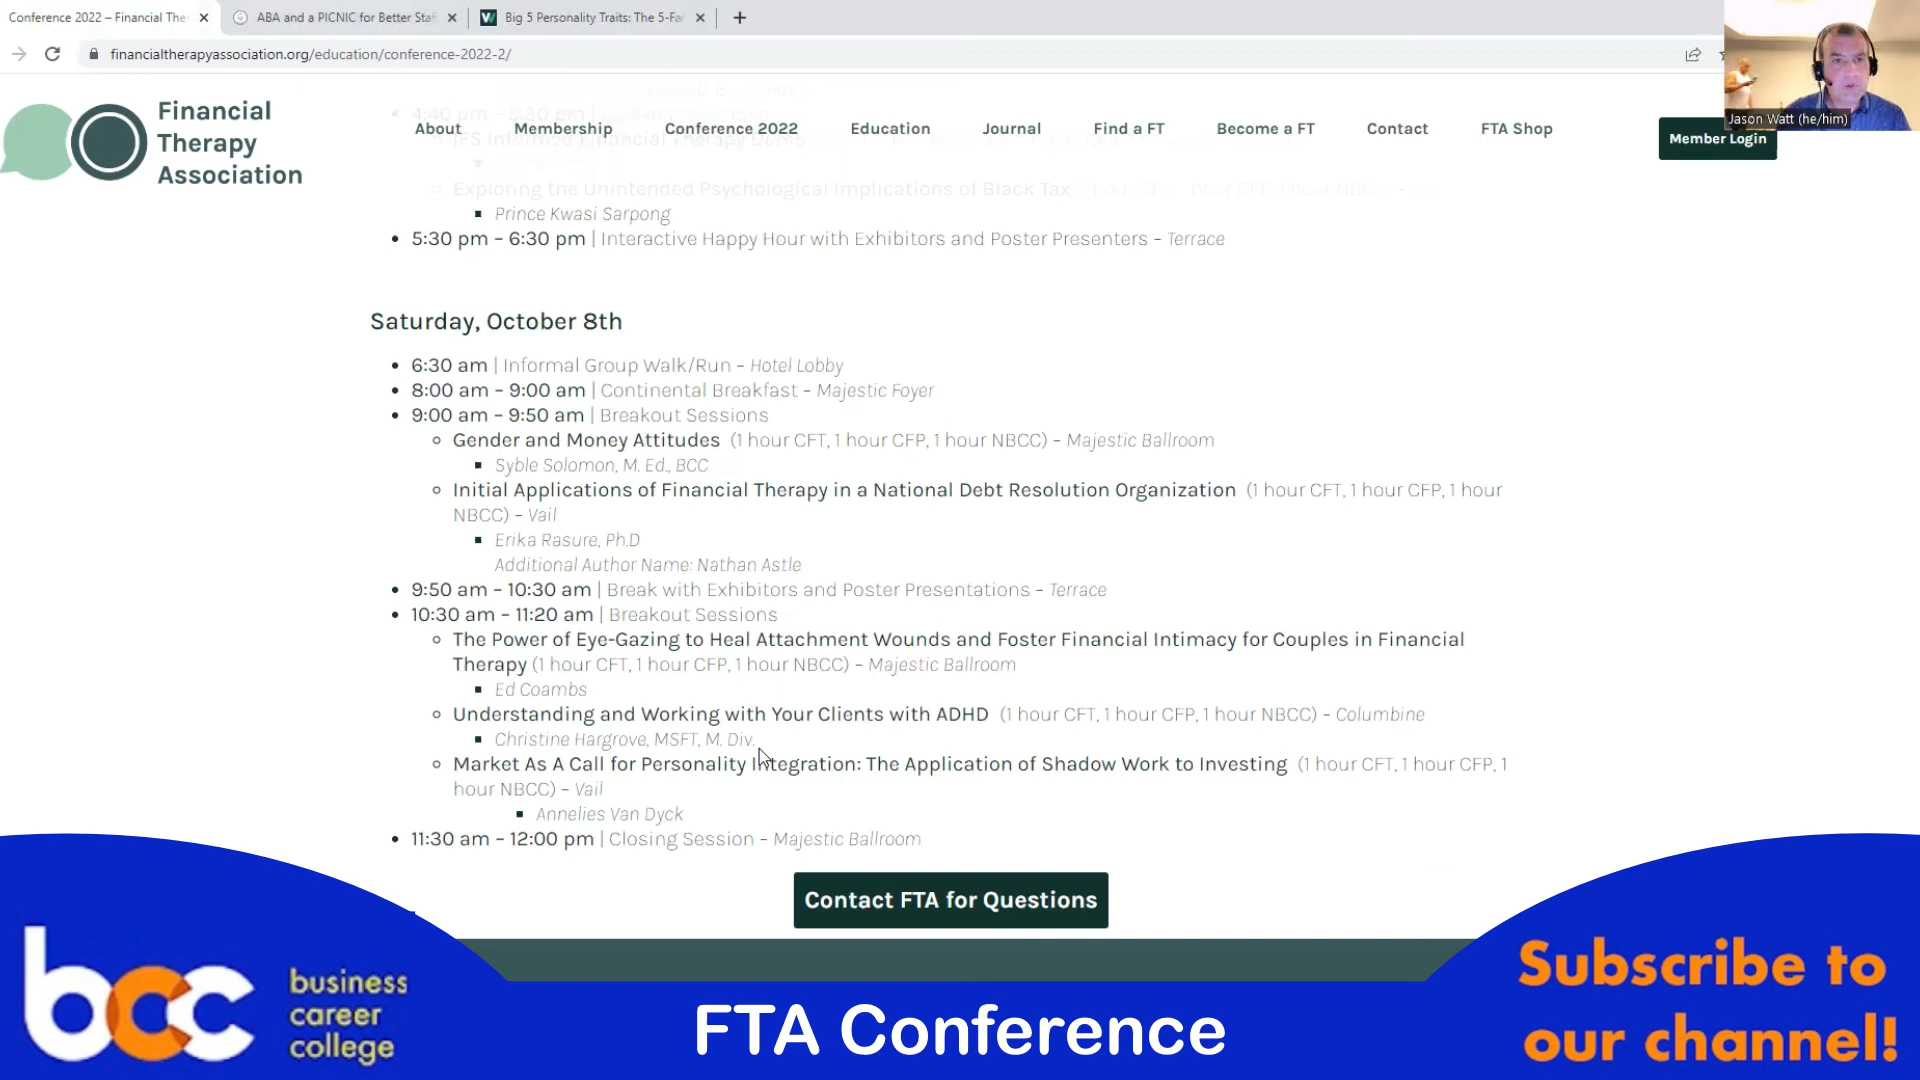 Conference 2022 – Financial The
ABA and a PICNIC for Better Staf
Big 5 Personality Traits: The 5-Fa
financialtherapyassociation.org/education/conference-2022-2/
Jason Watt (he/him)
Financial
Therapy
Association
About
Membership
Conference 2022
Education
Journal
Find a FT
Become a FT
Contact
FTA Shop
Member Login
Exploring the Unintended Psychological Implications of Black Tax
Prince Kwasi Sarpong
5:30 pm – 6:30 pm | Interactive Happy Hour with Exhibitors and Poster Presenters – Terrace
Saturday, October 8th
6:30 am | Informal Group Walk/Run – Hotel Lobby
8:00 am – 9:00 am | Continental Breakfast – Majestic Foyer
9:00 am – 9:50 am | Breakout Sessions
Gender and Money Attitudes (1 hour CFT, 1 hour CFP, 1 hour NBCC) – Majestic Ballroom
Syble Solomon, M. Ed., BCC
Initial Applications of Financial Therapy in a National Debt Resolution Organization (1 hour CFT, 1 hour CFP, 1 hour
NBCC) – Vail
Erika Rasure, Ph.D
Additional Author Name: Nathan Astle
9:50 am – 10:30 am | Break with Exhibitors and Poster Presentations – Terrace
10:30 am – 11:20 am | Breakout Sessions
The Power of Eye-Gazing to Heal Attachment Wounds and Foster Financial Intimacy for Couples in Financial
Therapy (1 hour CFT, 1 hour CFP, 1 hour NBCC) – Majestic Ballroom
Ed Coambs
Understanding and Working with Your Clients with ADHD (1 hour CFT, 1 hour CFP, 1 hour NBCC) – Columbine
Christine Hargrove, MSFT, M. Div.
Market As A Call for Personality Integration: The Application of Shadow Work to Investing (1 hour CFT, 1 hour CFP, 1
hour NBCC) – Vail
Annelies Van Dyck
11:30 am – 12:00 pm | Closing Session – Majestic Ballroom
Contact FTA for Questions
bcc
business
career
college
FTA Conference
Subscribe to
our channel!